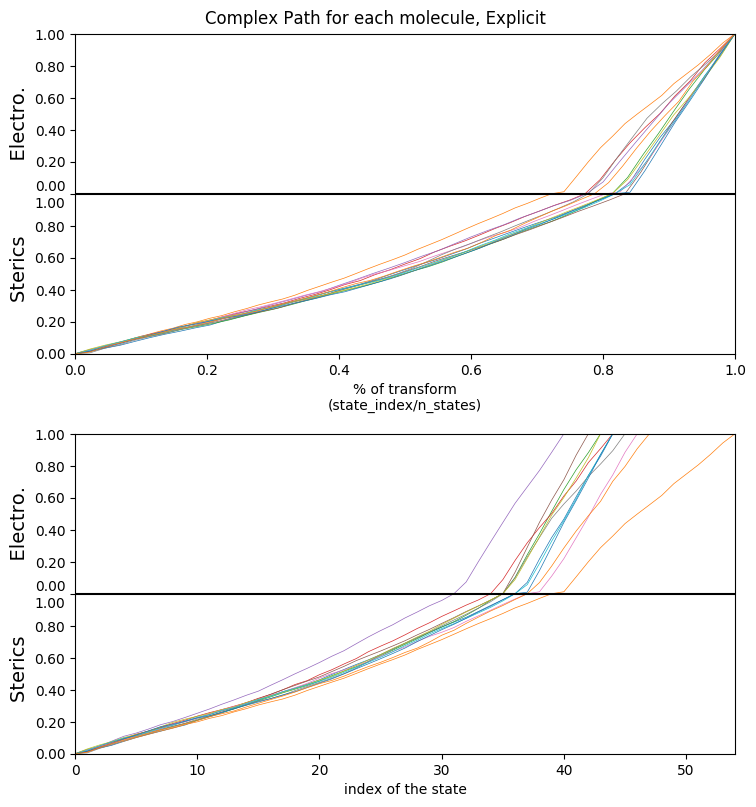 Complex Path for each molecule, Explicit
1.00
0.80
0.60
0.40
0.20
0.00
Electro.
1.00
0.80
0.60
0.40
0.20
0.00
Sterics
0.0 0.2 0.4 0.6 0.8 1.0
% of transform
(state_index/n_states)
1.00
0.80
0.60
0.40
0.20
0.00
Electro.
1.00
0.80
0.60
0.40
0.20
0.00
Sterics
0 10 20 30 40 50
index of the state